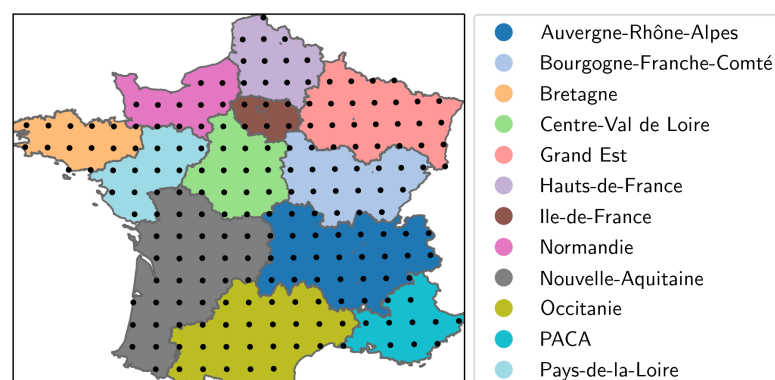 Auvergne-Rhône-Alpes
Bourgogne-Franche-Comté
Bretagne
Centre-Val de Loire
Grand Est
Hauts-de-France
Ile-de-France
Normandie
Nouvelle-Aquitaine
Occitanie
PACA
Pays-de-la-Loire